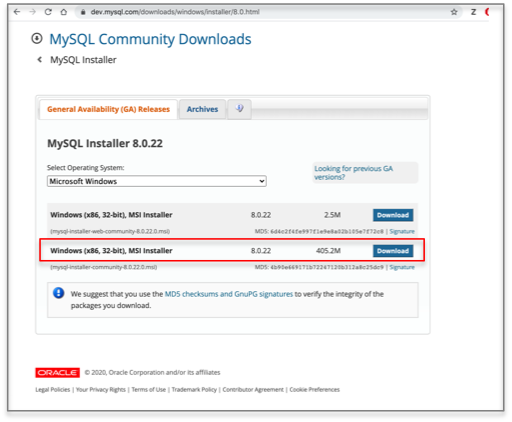 dev.mysql.com/downloads/windows/installer/8.0.html
MySQL Community Downloads
MySQL Installer
General Availability (GA) Releases Archives
MySQL Installer 8.0.22
Select Operating System:
Looking for previous GA
versions?
Microsoft Windows
Windows (x86, 32-bit), MSI Installer 8.0.22 2.5M Download
(mysql-installer-web-community-8.0.22.0.msi) MD5: | Signature
Windows (x86, 32-bit), MSI Installer 8.0.22 405.2M Download
(mysql-installer-community-8.0.22.0.msi) MD5: | Signature
We suggest that you use the MD5 checksums and GnuPG signatures to verify the integrity of the
packages you download.
ORACLE © 2020, Oracle Corporation and/or its affiliates
Legal Policies | Your Privacy Rights | Terms of Use | Trademark Policy | Contributor Agreement | Cookie Preferences